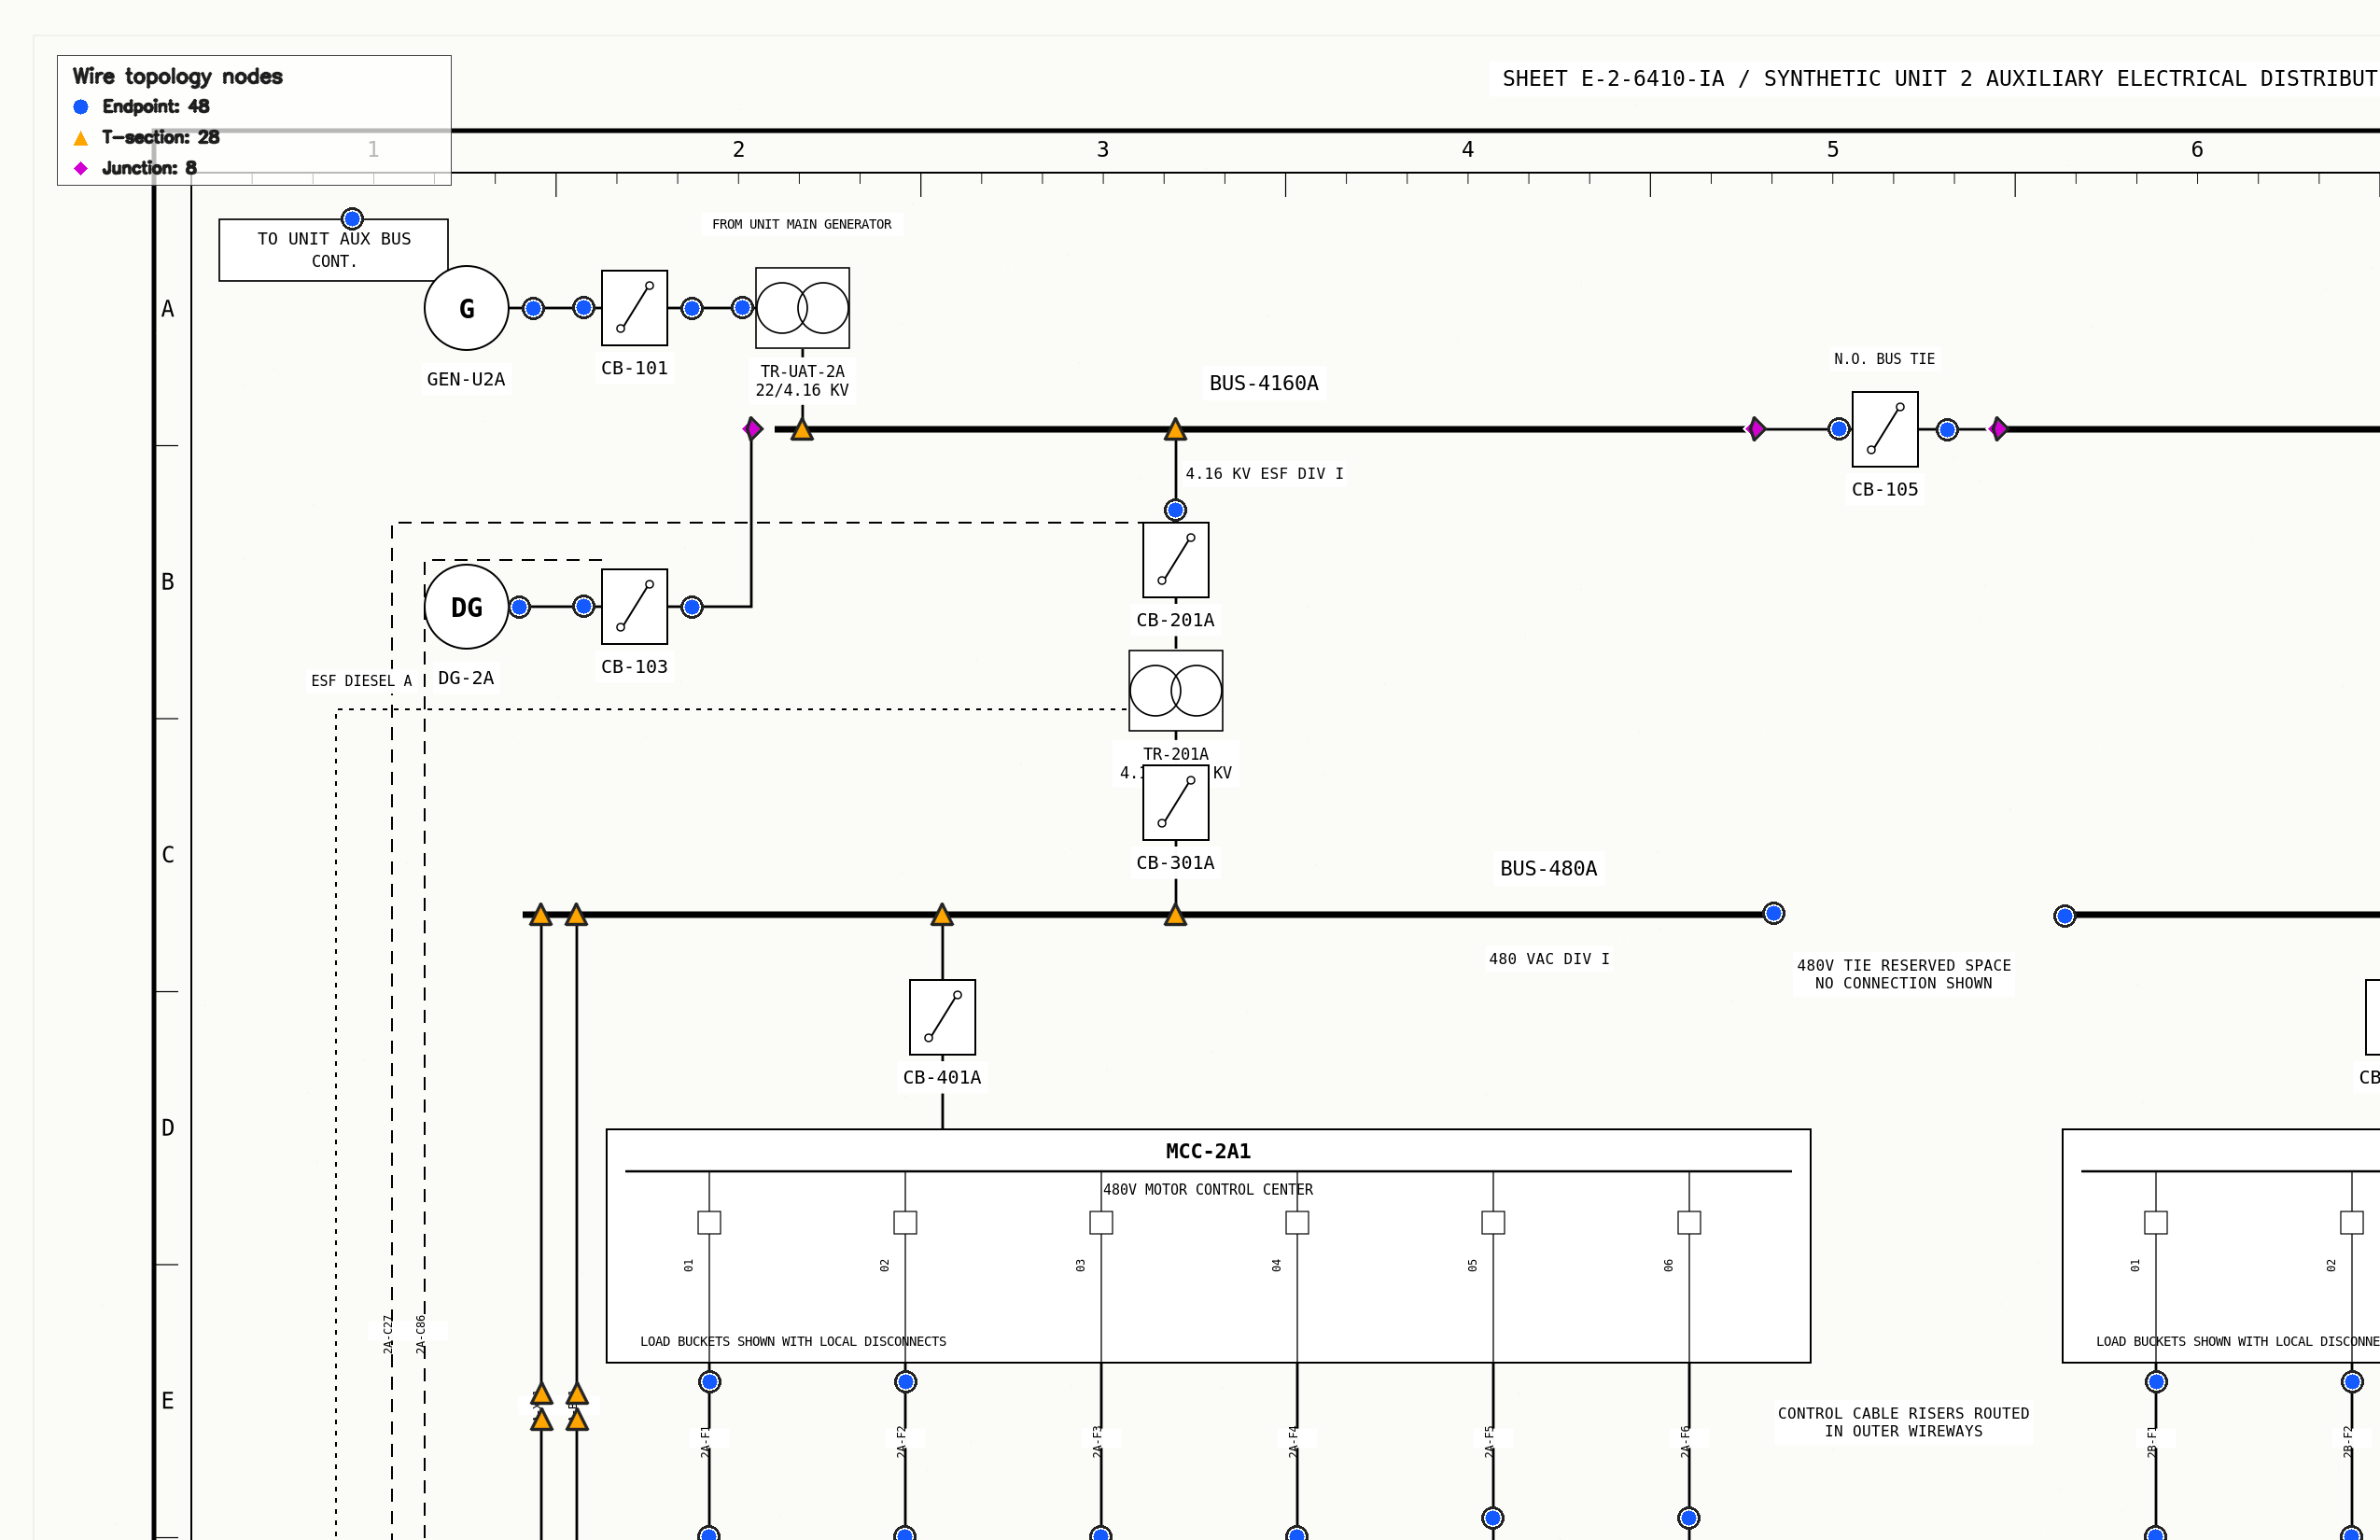 SHEET E-2-6410-IA / SYNTHETIC UNIT 2 AUXILIARY ELECTRICAL DISTRIBUT
Wire topology nodes
Endpoint: 48
T-section: 28
Junction: 8
1
2
3
4
5
6
FROM UNIT MAIN GENERATOR
TO UNIT AUX BUS
CONT.
A
G
GEN-U2A
CB-101
TR-UAT-2A
22/4.16 KV
BUS-4160A
N.O. BUS TIE
4.16 KV ESF DIV I
CB-105
B
DG
CB-201A
ESF DIESEL A
DG-2A
CB-103
TR-201A
KV
C
CB-301A
BUS-480A
480 VAC DIV I
480V TIE RESERVED SPACE
NO CONNECTION SHOWN
CB-401A
CB
D
MCC-2A1
480V MOTOR CONTROL CENTER
01
02
03
04
05
06
01
02
2A-C27
2A-C86
LOAD BUCKETS SHOWN WITH LOCAL DISCONNECTS
LOAD BUCKETS SHOWN WITH LOCAL DISCONNE
E
CONTROL CABLE RISERS ROUTED
IN OUTER WIREWAYS
2A-F1
2A-F2
2A-F3
2A-F4
2A-F5
2A-F6
2B-F1
2B-F2